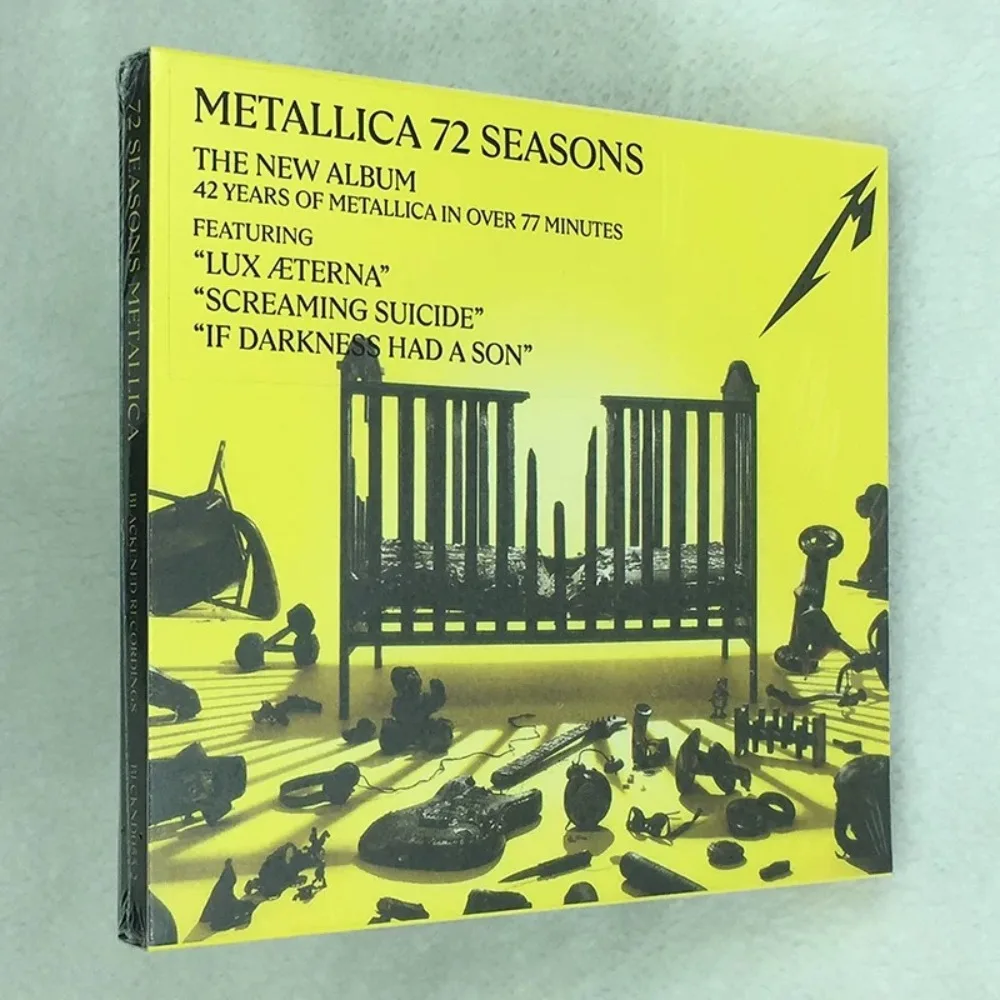 METALLICA 72 SEASONS
THE NEW ALBUM
42 YEARS OF METALLICA IN OVER 77 MINUTES
FEATURING
“LUX ÆTERNA”
“SCREAMING SUICIDE”
“IF DARKNESS HAD A SON”
M
72 SEASONS METALLICA
BLACKENED RECORDINGS